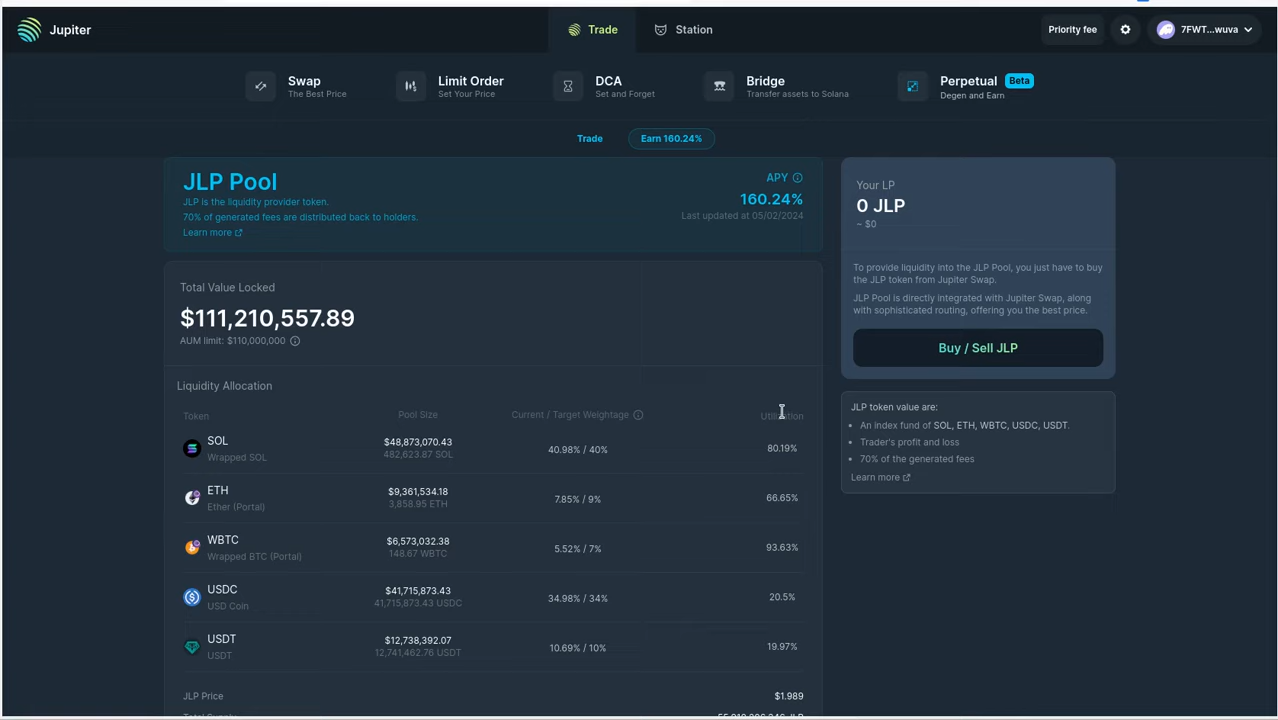 Jupiter
Trade
Station
Priority fee
7FWT...wuva
Swap
The Best Price
Limit Order
Set Your Price
DCA
Set and Forget
Bridge
Transfer assets to Solana
Perpetual Beta
Degen and Earn
Trade
Earn 160.24%
JLP Pool
JLP is the liquidity provider token.
70% of generated fees are distributed back to holders.
Learn more
APY
160.24%
Last updated at 05/02/2024
Total Value Locked
$111,210,557.89
AUM limit: $110,000,000
Liquidity Allocation
Token Pool Size Current / Target Weightage Utilization
SOL
Wrapped SOL
$48,873,070.43
482,623.87 SOL
40.98% / 40%
80.19%
ETH
Ether (Portal)
$9,361,534.18
3,858.95 ETH
7.85% / 9%
66.65%
WBTC
Wrapped BTC (Portal)
$6,573,032.38
148.67 WBTC
5.52% / 7%
93.63%
USDC
USD Coin
$41,715,873.43
41,715,873.43 USDC
34.98% / 34%
20.5%
USDT
USDT
$12,738,392.07
12,741,462.76 USDT
10.69% / 10%
19.97%
JLP Price $1.989
Total Supply
Your LP
0 JLP
~ $0
To provide liquidity into the JLP Pool, you just have to buy
the JLP token from Jupiter Swap.
JLP Pool is directly integrated with Jupiter Swap, along
with sophisticated routing, offering you the best price.
Buy / Sell JLP
JLP token value are:
• An index fund of SOL, ETH, WBTC, USDC, USDT.
• Trader's profit and loss
• 70% of the generated fees
Learn more